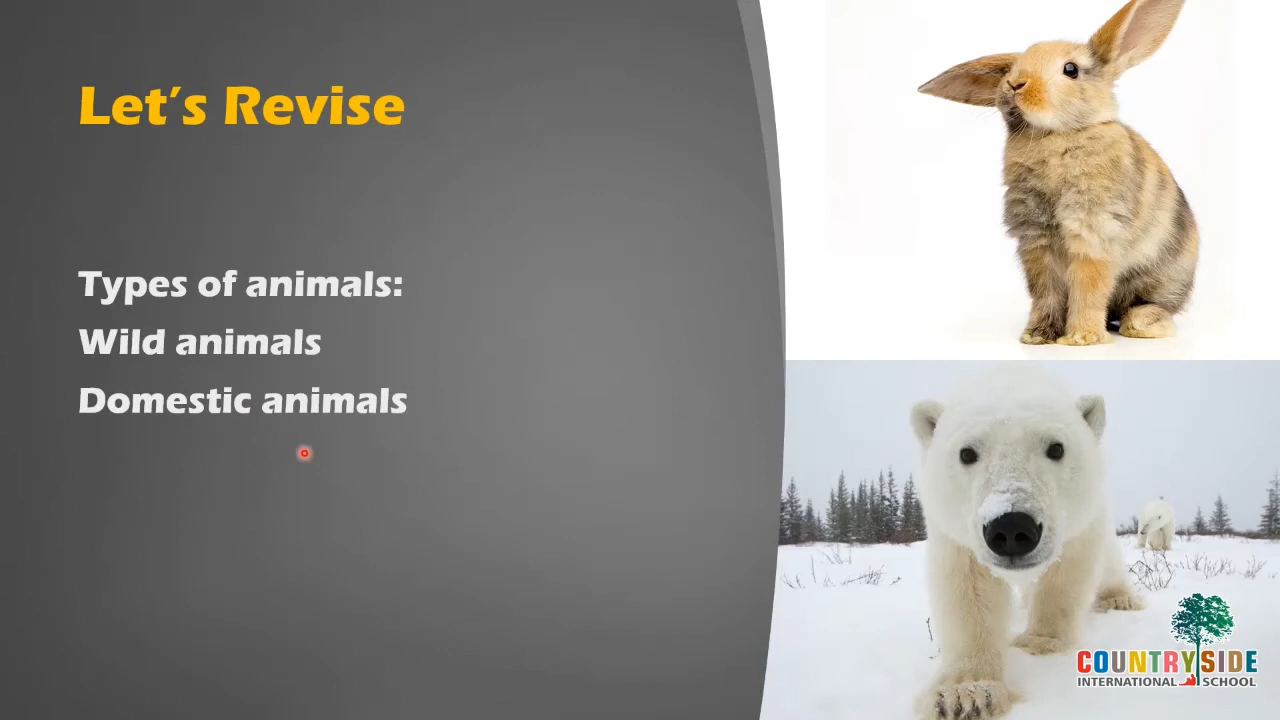 Let’s Revise
Types of animals:
Wild animals
Domestic animals
COUNTRYSIDE
INTERNATIONAL SCHOOL